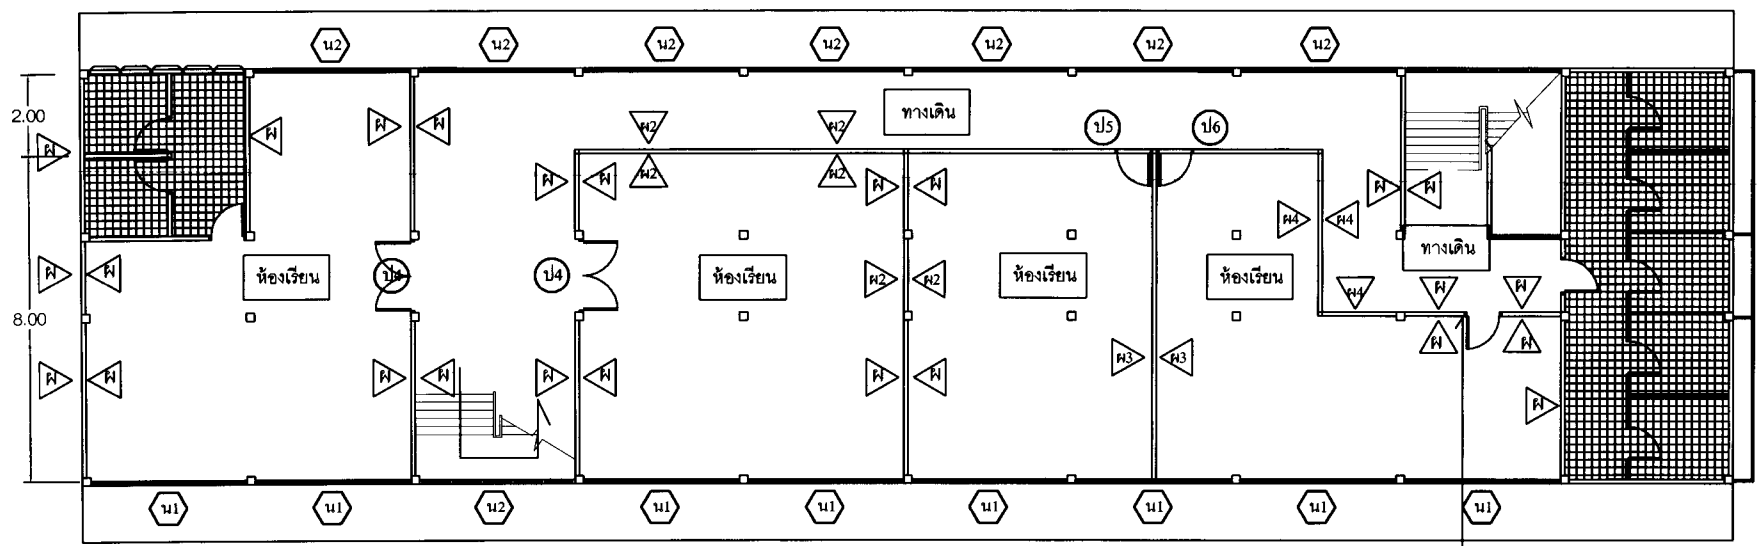 น2 น2 น2 น2 น2 น2 น2
2.00
ผ ผ ผ ผ ผ2 ผ2 ทางเดิน ป5 ป6
ผ2 ผ2
ผ ผ ผ ผ ผ ผ
ผ4 ผ4
ทางเดิน
ผ ผ ห้องเรียน ป4 ป4 ห้องเรียน ผ2 ผ2 ห้องเรียน ห้องเรียน
ผ4 ผ ผ
8.00
ผ ผ
ผ3 ผ3
ผ ผ ผ ผ ผ ผ ผ ผ
ผ
น1 น1 น2 น1 น1 น1 น1 น1 น1